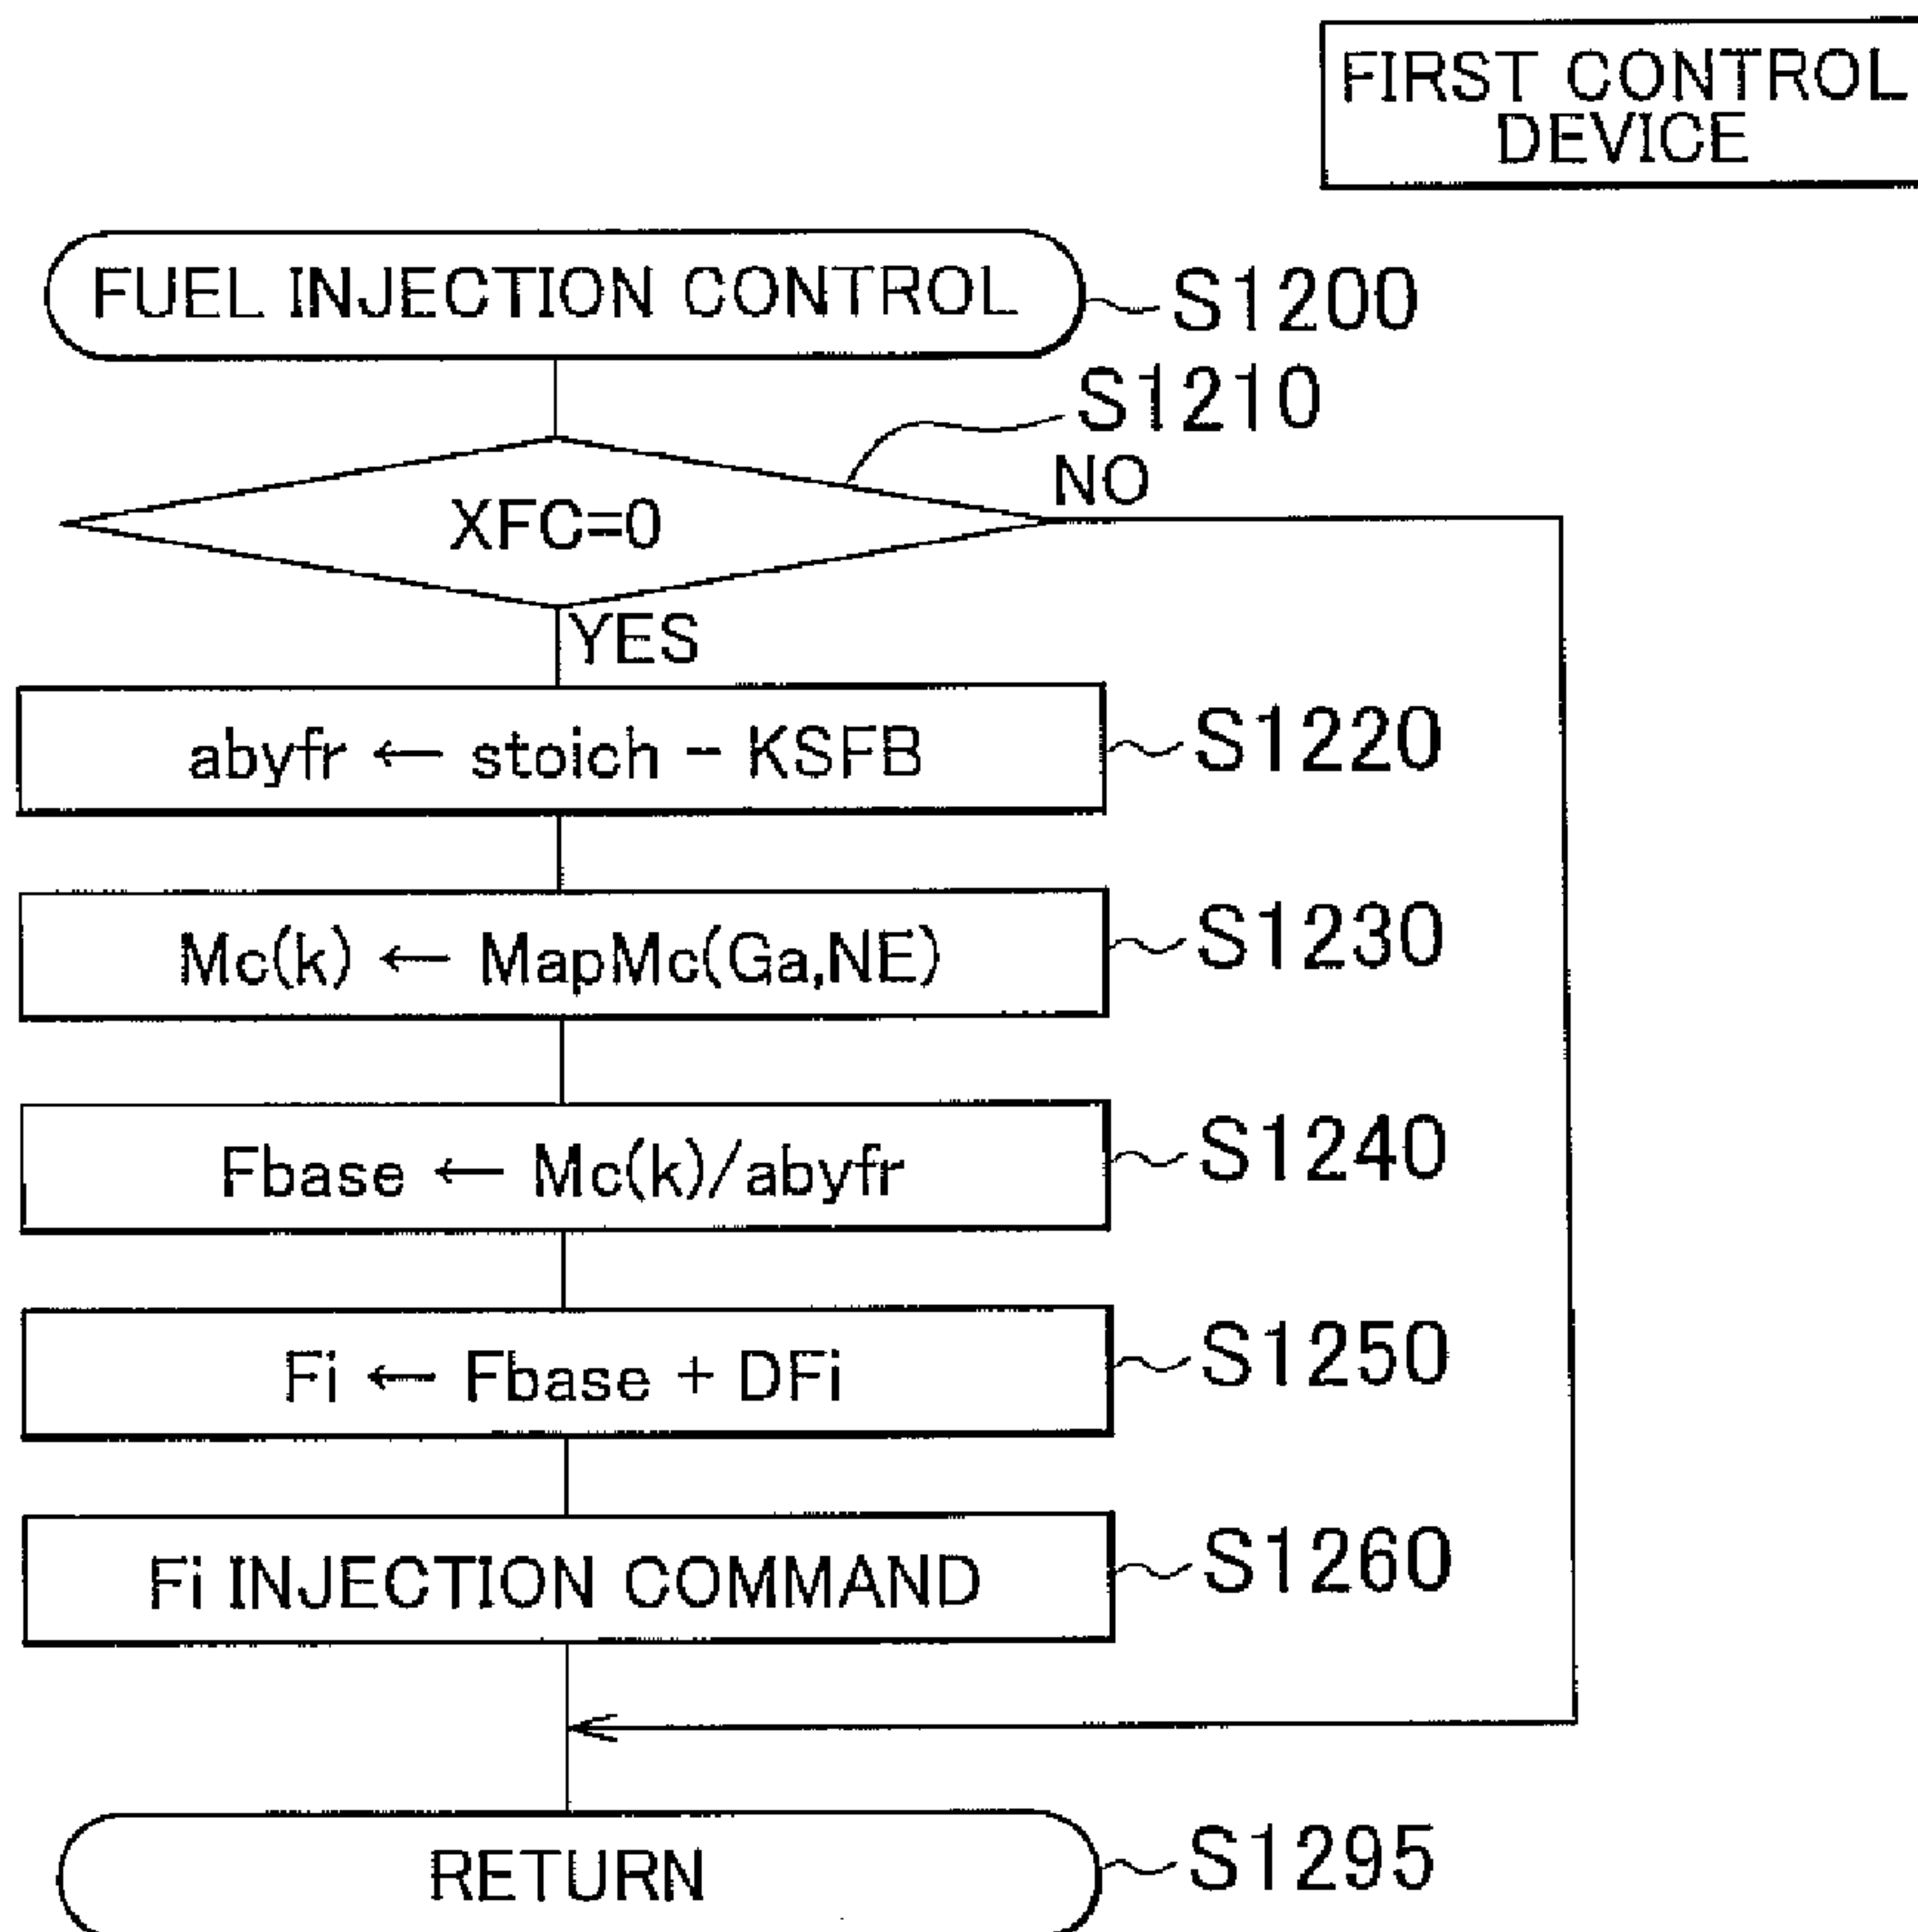 FIRST CONTROL
DEVICE
FUEL INJECTION CONTROL
S1200
S1210
XFC=0
NO
YES
abyfr ← stoich - KSFB
S1220
Mc(k) ← MapMc(Ga,NE)
S1230
Fbase ← Mc(k)/abyfr
S1240
Fi ← Fbase + DFi
S1250
Fi INJECTION COMMAND
S1260
RETURN
S1295